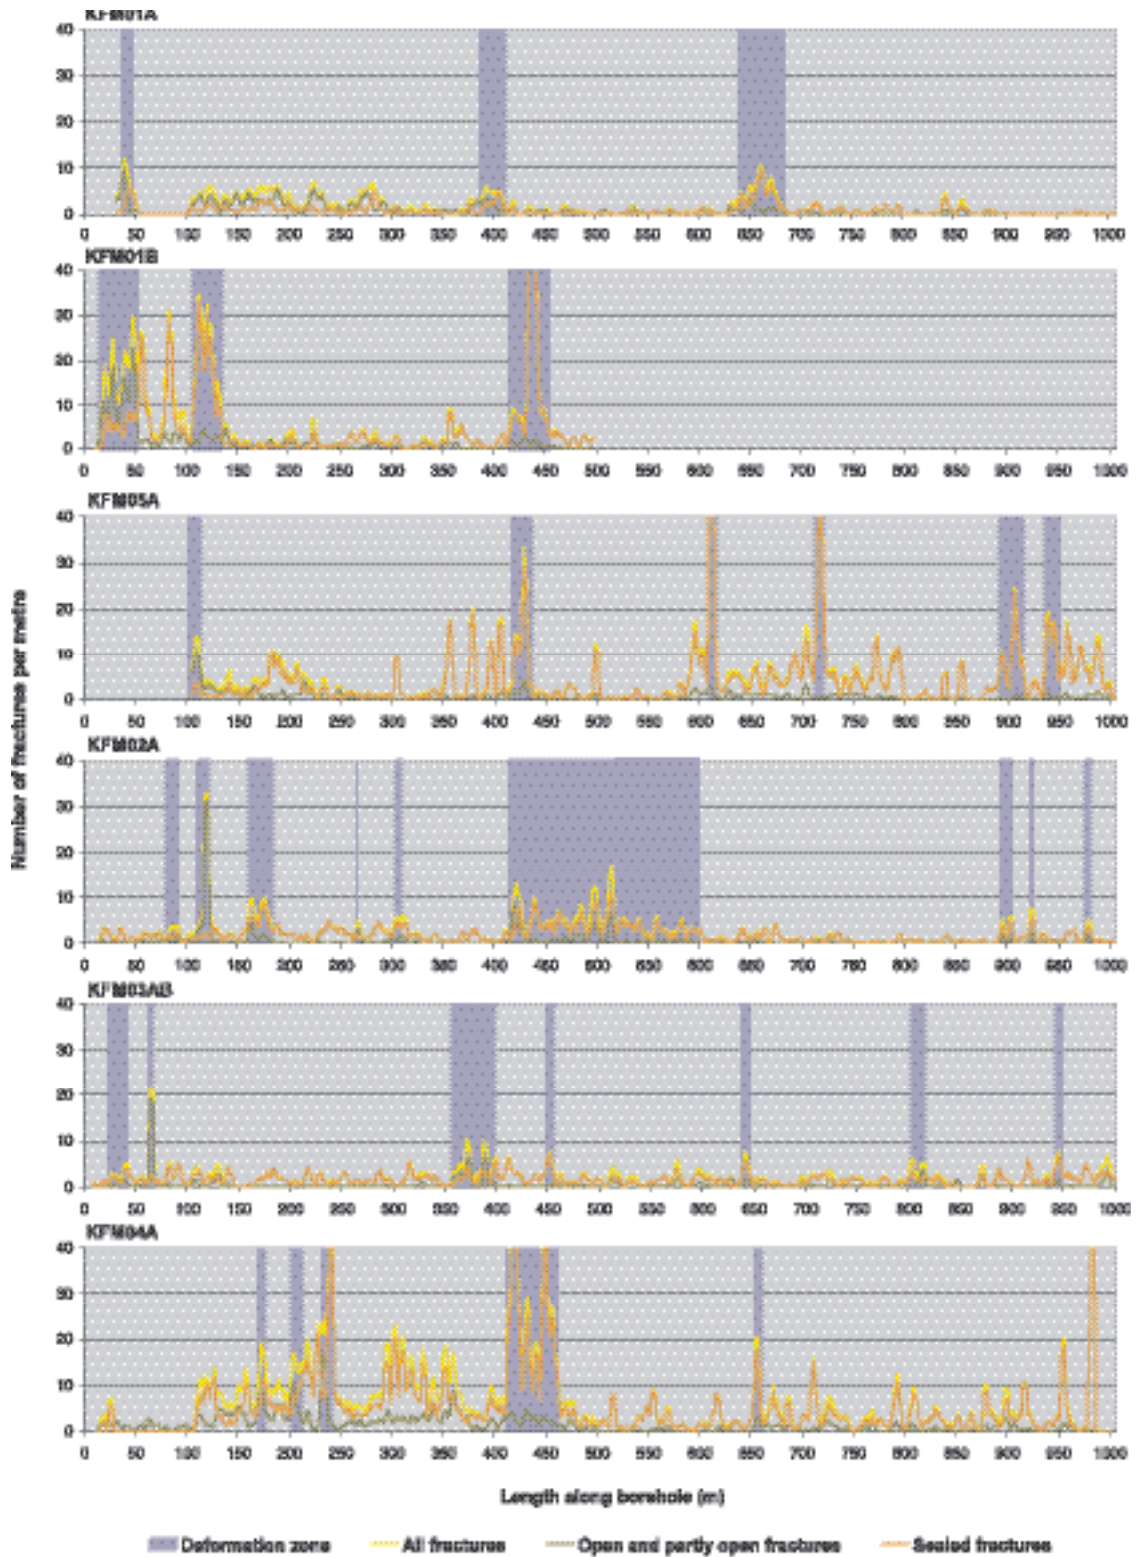 KFM01A
40
30
20
10
0
0 50 100 150 200 250 300 350 400 450 500 550 600 650 700 750 800 850 900 950 1000
KFM01B
40
30
20
10
0
0 50 100 150 200 250 300 350 400 450 500 550 600 650 700 750 800 850 900 950 1000
KFM05A
40
30
20
10
0
0 50 100 150 200 250 300 350 400 450 500 550 600 650 700 750 800 850 900 950 1000
KFM02A
40
30
20
10
0
0 50 100 150 200 250 300 350 400 450 500 550 600 650 700 750 800 850 900 950 1000
Number of fractures per metre
KFM03AB
40
30
20
10
0
0 50 100 150 200 250 300 350 400 450 500 550 600 650 700 750 800 850 900 950 1000
KFM04A
40
30
20
10
0
0 50 100 150 200 250 300 350 400 450 500 550 600 650 700 750 800 850 900 950 1000
Length along borehole (m)
Deformation zone All fractures Open and partly open fractures Sealed fractures